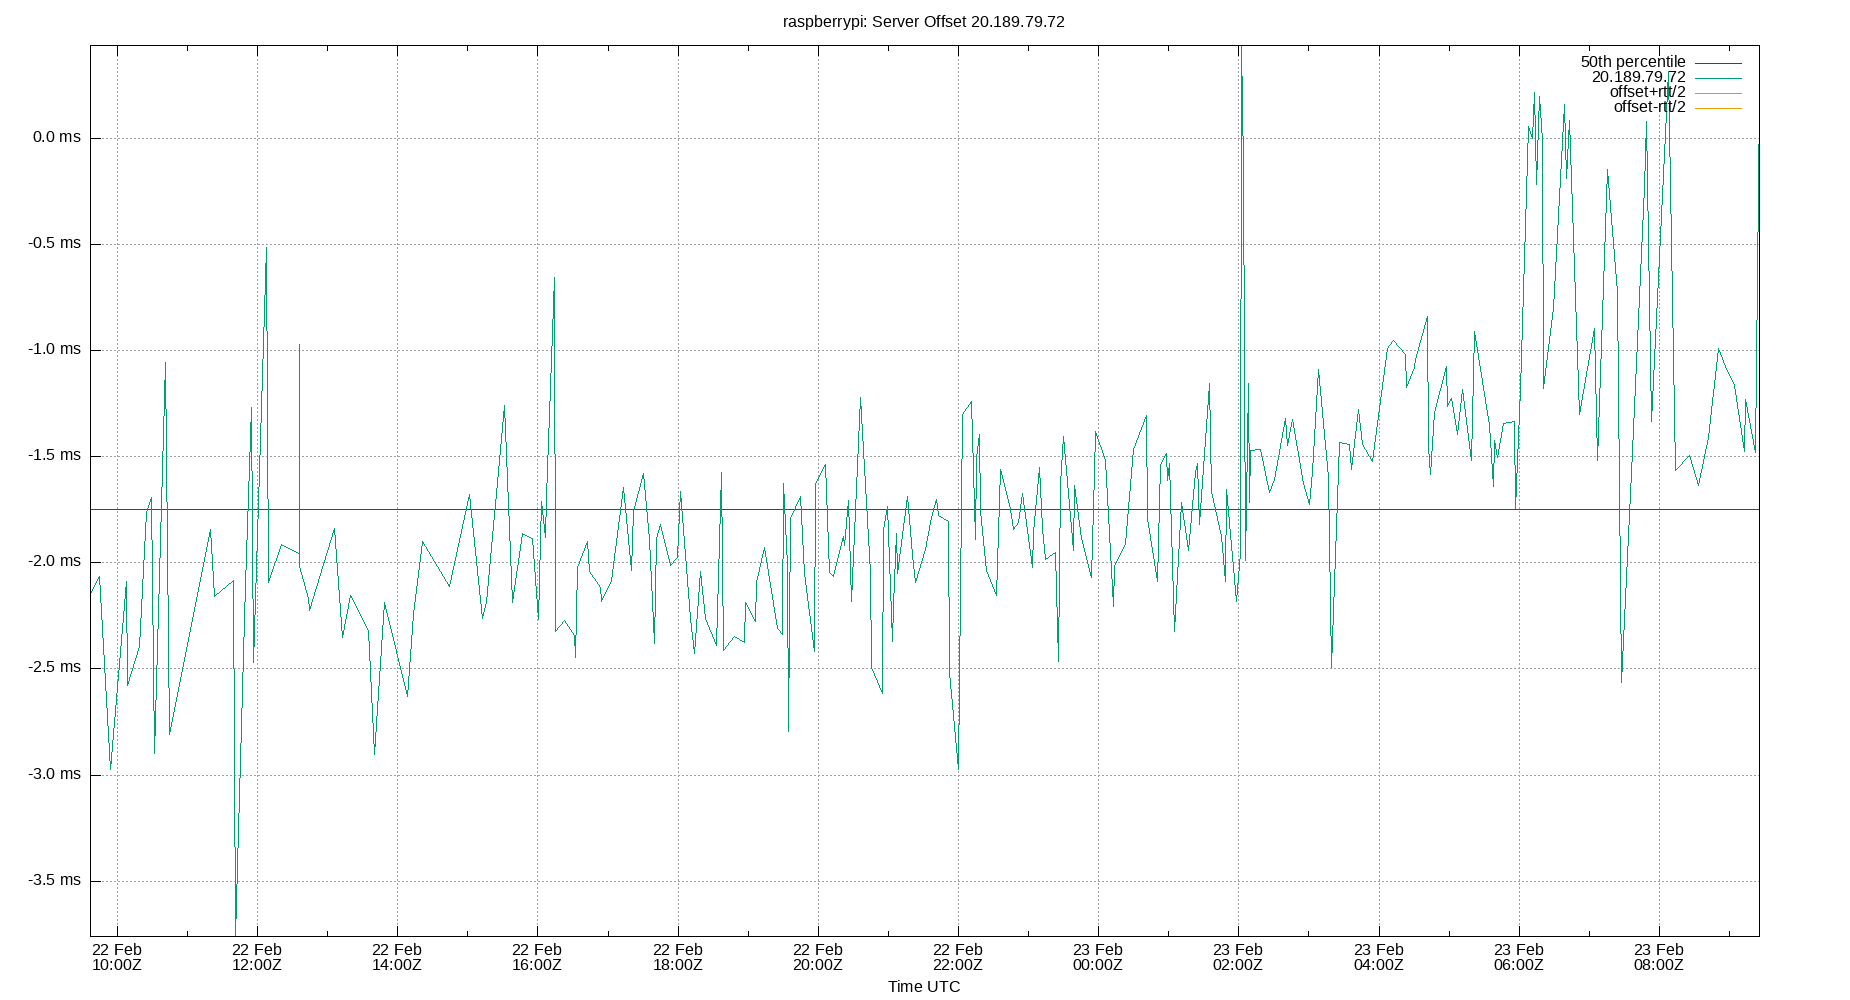 raspberrypi: Server Offset 20.189.79.72
50th percentile
20.189.79.72
offset+rtt/2
offset-rtt/2
0.0 ms
-0.5 ms
-1.0 ms
-1.5 ms
-2.0 ms
-2.5 ms
-3.0 ms
-3.5 ms
22 Feb 22 Feb 22 Feb 22 Feb 22 Feb 22 Feb 22 Feb 23 Feb 23 Feb 23 Feb 23 Feb 23 Feb
10:00Z 12:00Z 14:00Z 16:00Z 18:00Z 20:00Z 22:00Z 00:00Z 02:00Z 04:00Z 06:00Z 08:00Z
Time UTC